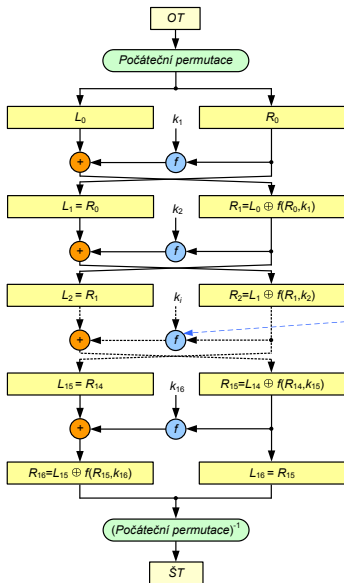 OT
Počáteční permutace
L₀ k₁ R₀
+ f
L₁ = R₀ k₂ R₁=L₀ ⊕ f(R₀,k₁)
+ f
L₂ = R₁ kᵢ R₂=L₁ ⊕ f(R₁,k₂)
+ f
L₁₅ = R₁₄ k₁₆ R₁₅=L₁₄ ⊕ f(R₁₄,k₁₅)
+ f
R₁₆=L₁₅ ⊕ f(R₁₅,k₁₆) L₁₆ = R₁₅
(Počáteční permutace)⁻¹
ŠT